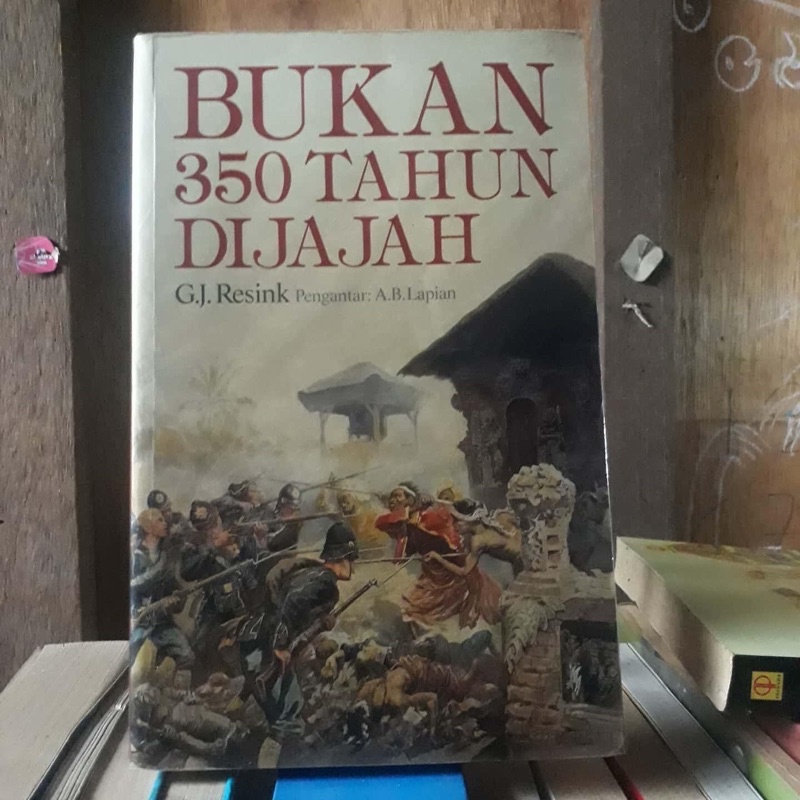 BUKAN
350 TAHUN
DIJAJAH
G.J. Resink Pengantar: A.B.Lapian